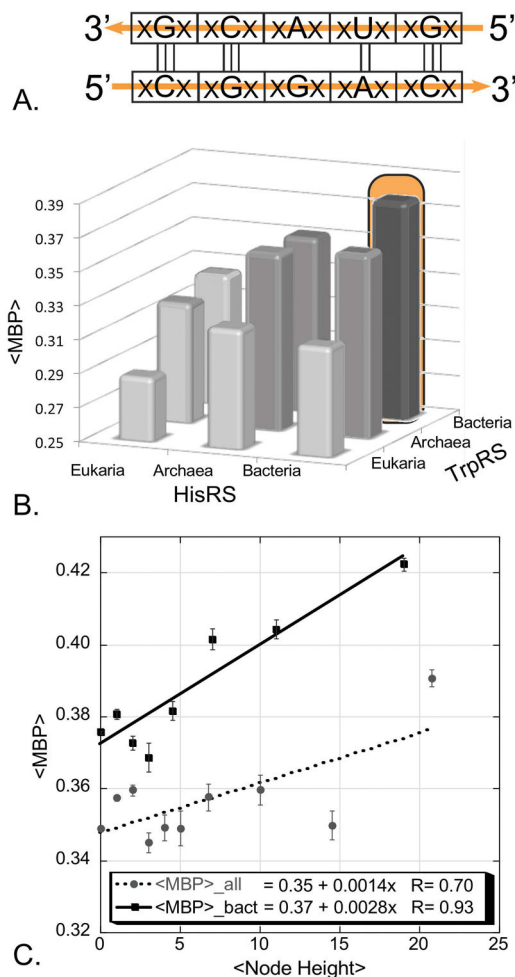 3' xGx xCx xAx xUx xGx 5'
5' xCx xGx xGx xAx xCx 3'
A.
0.39
0.37
0.35
0.33
0.31
0.29
0.27
0.25
<MBP>
Eukaria Archaea Bacteria
HisRS
Eukaria
Archaea
Bacteria
TrpRS
B.
0.42
0.40
0.38
0.36
0.34
0.32
<MBP>
<MBP>_all = 0.35 + 0.0014x R= 0.70
<MBP>_bact = 0.37 + 0.0028x R= 0.93
0 5 10 15 20 25
<Node Height>
C.